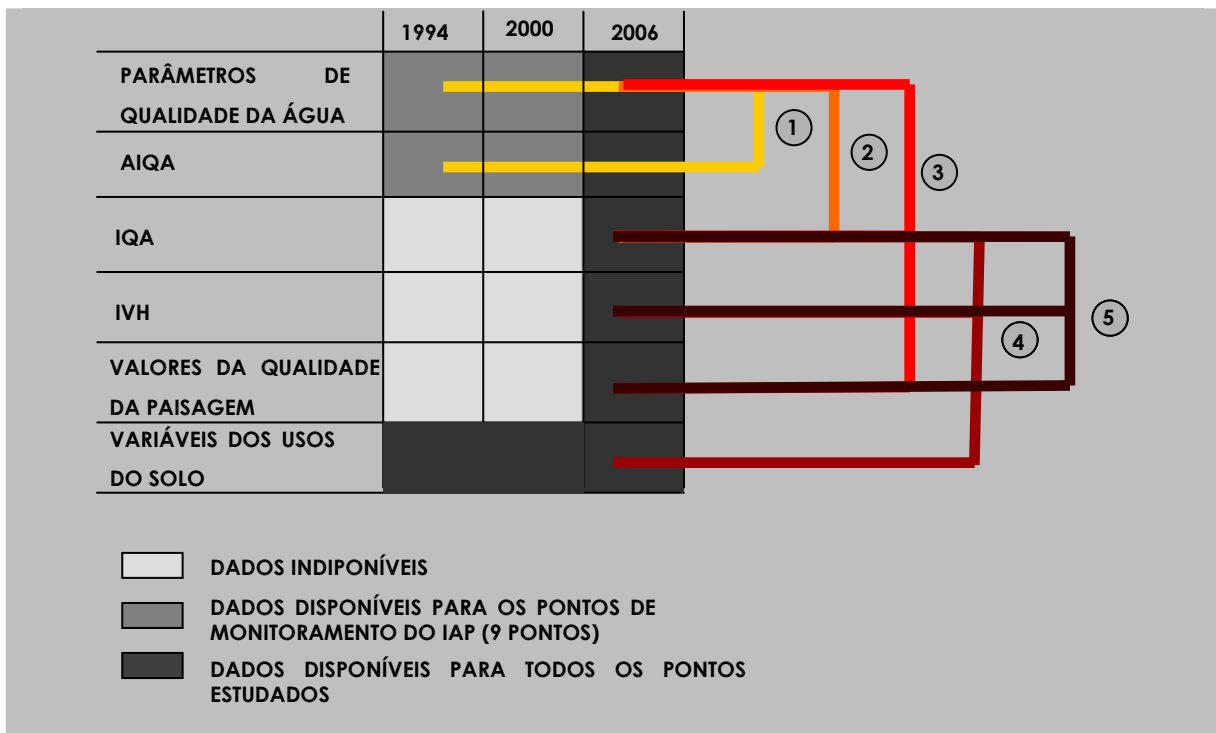 1994 2000 2006
PARÂMETROS DE
QUALIDADE DA ÁGUA
AIQA
IQA
IVH
VALORES DA QUALIDADE
DA PAISAGEM
VARIÁVEIS DOS USOS
DO SOLO
1
2
3
4
5
DADOS INDIPONÍVEIS
DADOS DISPONÍVEIS PARA OS PONTOS DE
MONITORAMENTO DO IAP (9 PONTOS)
DADOS DISPONÍVEIS PARA TODOS OS PONTOS
ESTUDADOS